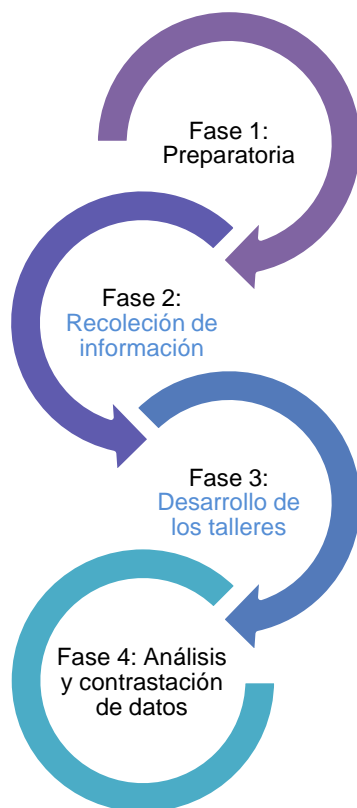 Fase 1:
Preparatoria
Fase 2:
Recoleción de
información
Fase 3:
Desarrollo de
los talleres
Fase 4: Análisis
y contrastación
de datos